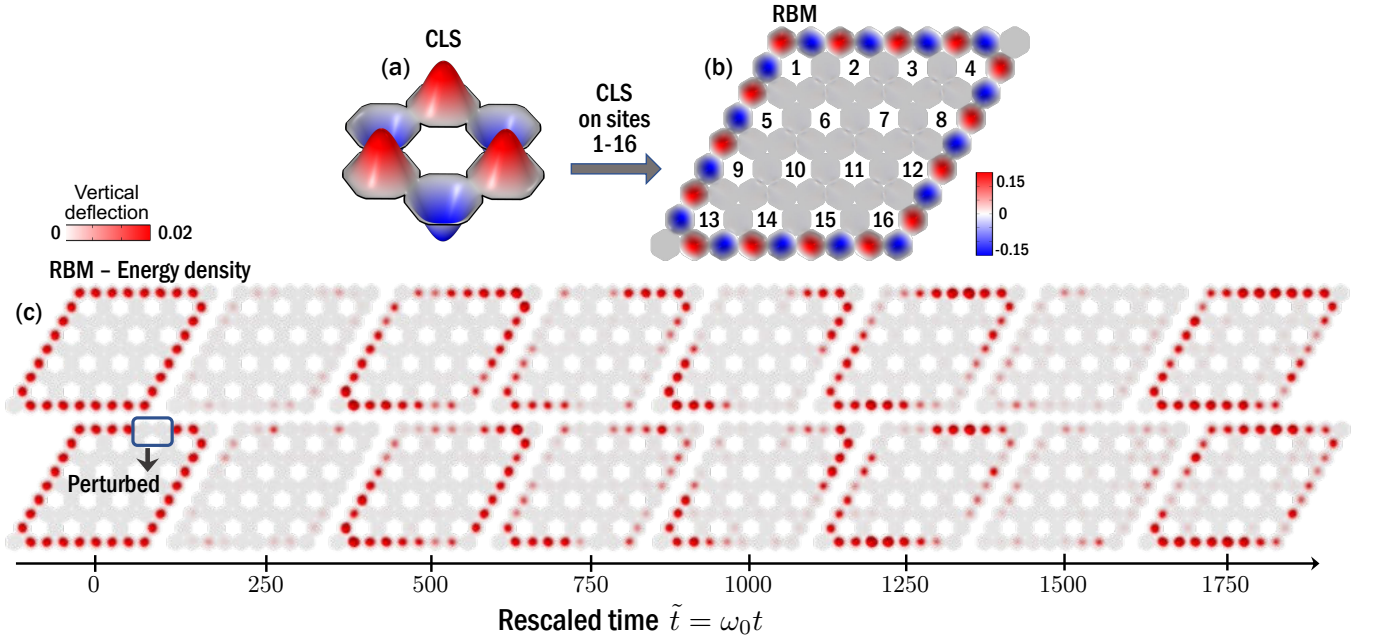 CLS
(a)
CLS
on sites
1-16
RBM
(b)
1 2 3 4
5 6 7 8
9 10 11 12
13 14 15 16
0.15
0
-0.15
Vertical
deflection
0 0.02
RBM – Energy density
(c)
Perturbed
0 250 500 750 1000 1250 1500 1750
Rescaled time t̃ = ω₀t